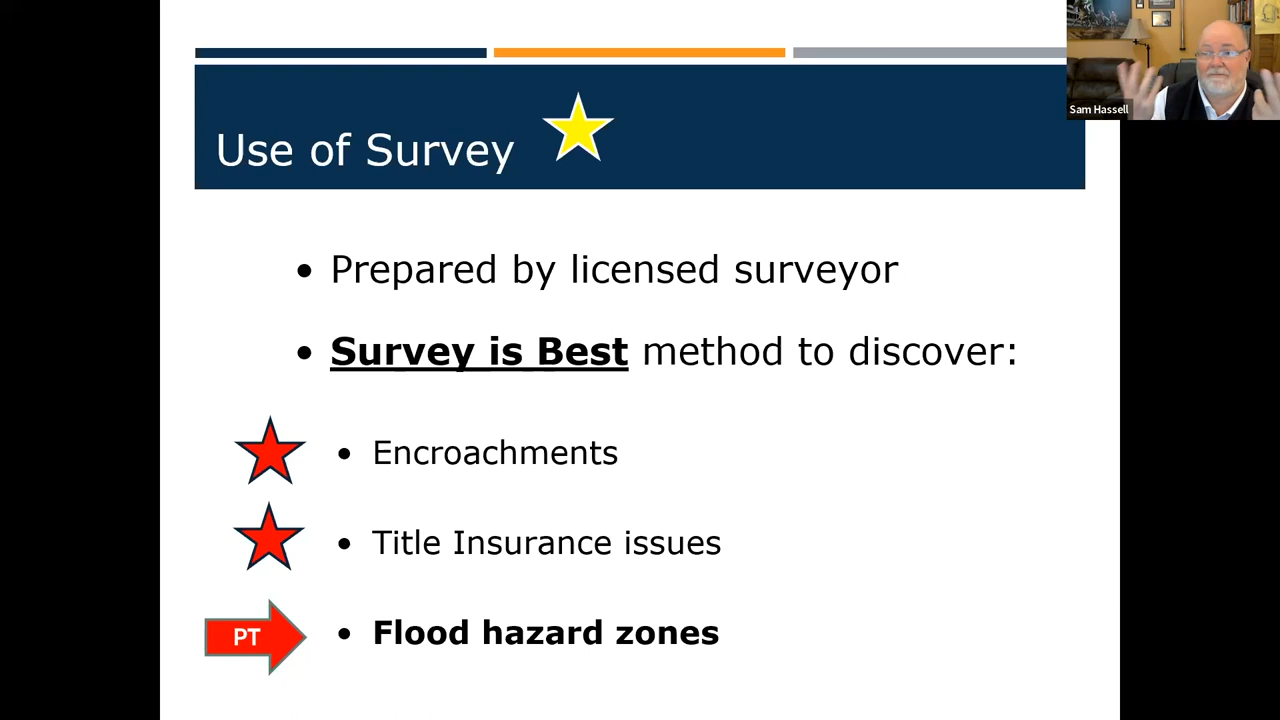 Sam Hassell
Use of Survey
• Prepared by licensed surveyor
• Survey is Best method to discover:
• Encroachments
• Title Insurance issues
PT • Flood hazard zones